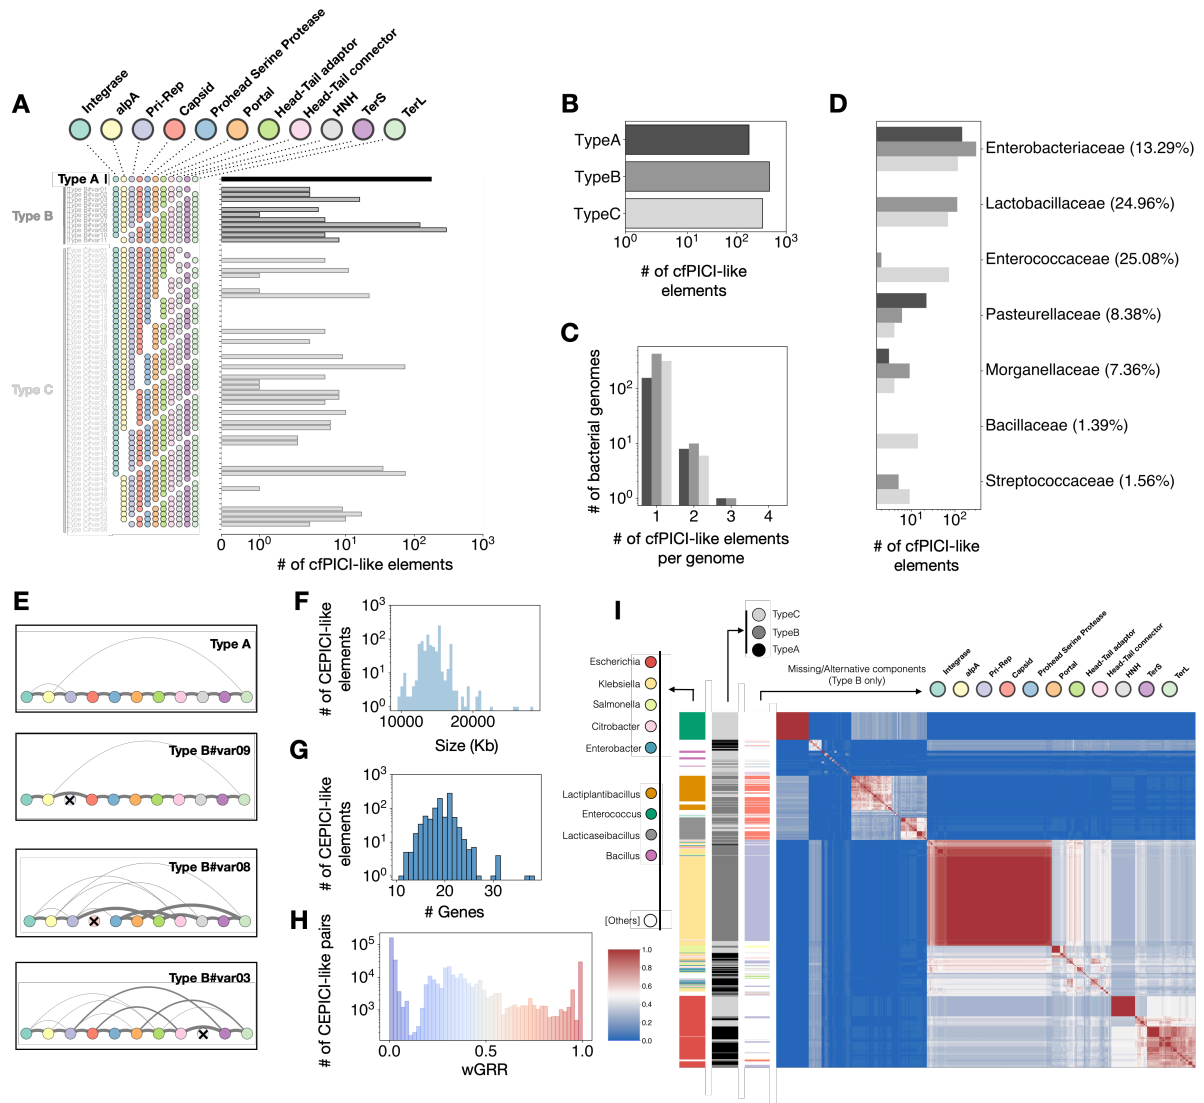 A
Integrase
alpA
Pri-Rep
Capsid
Prohead Serine Protease
Portal
Head-Tail adaptor
Head-Tail connector
HNH
TerS
TerL
Type A I
Type B
Type C
0
10^0
10^1
10^2
10^3
# of cfPICI-like elements
B
TypeA
TypeB
TypeC
10^0
10^1
10^2
10^3
# of cfPICI-like
elements
C
# of bacterial genomes
10^2
10^1
10^0
1
2
3
4
# of cfPICI-like elements
per genome
D
Enterobacteriaceae (13.29%)
Lactobacillaceae (24.96%)
Enterococcaceae (25.08%)
Pasteurellaceae (8.38%)
Morganellaceae (7.36%)
Bacillaceae (1.39%)
Streptococcaceae (1.56%)
10^1
10^2
# of cfPICI-like
elements
E
Type A
Type B#var09
Type B#var08
Type B#var03
F
# of CEPICI-like
elements
10^3
10^2
10^1
10^0
10000
20000
Size (Kb)
G
# of CEPICI-like
elements
10^3
10^2
10^1
10^0
10
20
30
# Genes
H
# of CEPICI-like pairs
10^5
10^4
10^3
0.0
0.5
1.0
wGRR
I
TypeC
TypeB
TypeA
Missing/Alternative components
(Type B only)
Integrase
alpA
Pri-Rep
Capsid
Prohead Serine Protease
Portal
Head-Tail adaptor
Head-Tail connector
HNH
TerS
TerL
Escherichia
Klebsiella
Salmonella
Citrobacter
Enterobacter
Lactiplantibacillus
Enterococcus
Lacticaseibacillus
Bacillus
[Others]
1.0
0.8
0.6
0.4
0.2
0.0